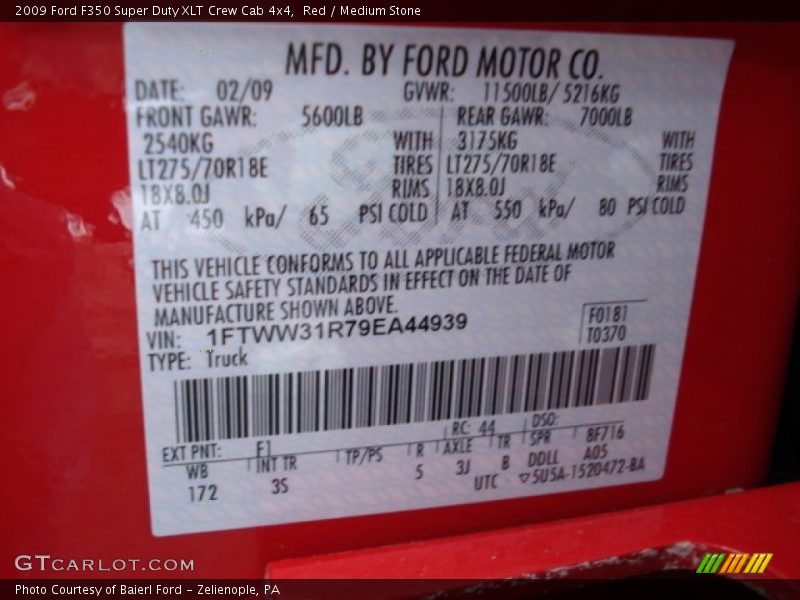 2009 Ford F350 Super Duty XLT Crew Cab 4x4, Red / Medium Stone
MFD. BY FORD MOTOR CO.
DATE: 02/09 GVWR: 11500LB/ 5216KG
FRONT GAWR: 5600LB REAR GAWR: 7000LB
2540KG WITH 3175KG WITH
LT275/70R18E TIRES LT275/70R18E TIRES
18X8.0J RIMS 18X8.0J RIMS
AT 450 kPa/ 65 PSI COLD AT 550 kPa/ 80 PSI COLD
THIS VEHICLE CONFORMS TO ALL APPLICABLE FEDERAL MOTOR
VEHICLE SAFETY STANDARDS IN EFFECT ON THE DATE OF
MANUFACTURE SHOWN ABOVE.
VIN: 1FTWW31R79EA44939 F0181
TYPE: Truck T0370
EXT PNT: F1 RC: 44 DSO:
WB INT TR TP/PS R AXLE TR SPR 8F716
172 3S 5 3J B DDLL A05
UTC ▽5U5A-1520472-BA
GTCARLOT.COM
Photo Courtesy of Baierl Ford - Zelienople, PA